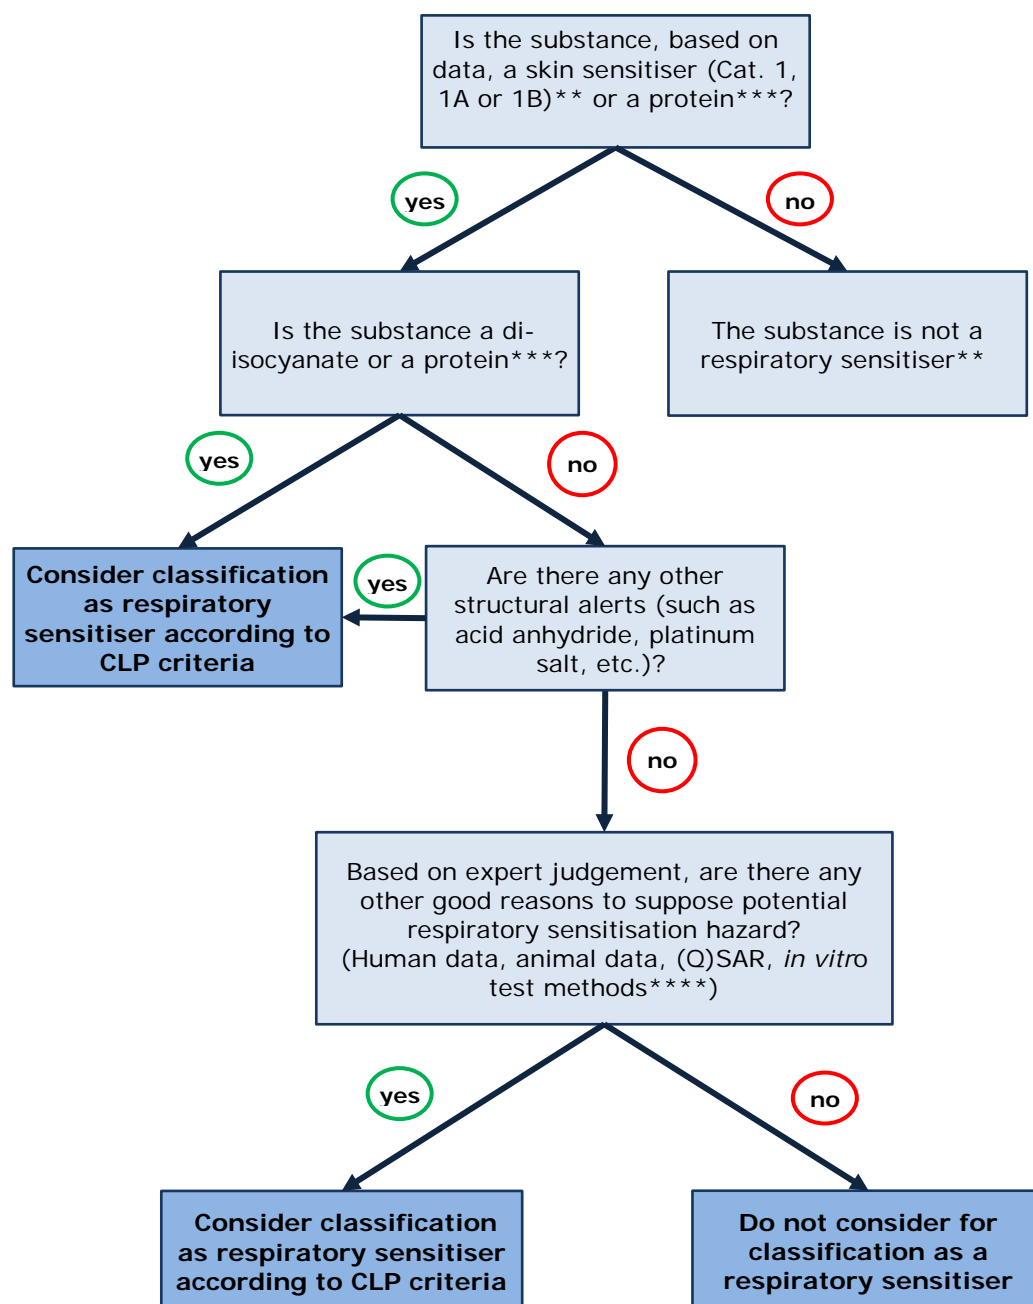 Is the substance, based on
data, a skin sensitiser (Cat. 1,
1A or 1B)** or a protein***?
yes
no
Is the substance a di-
isocyanate or a protein***?
The substance is not a
respiratory sensitiser**
yes
no
Consider classification
as respiratory
sensitiser according to
CLP criteria
yes
Are there any other
structural alerts (such as
acid anhydride, platinum
salt, etc.)?
no
Based on expert judgement, are there any
other good reasons to suppose potential
respiratory sensitisation hazard?
(Human data, animal data, (Q)SAR, in vitro
test methods****)
yes
no
Consider classification
as respiratory sensitiser
according to CLP criteria
Do not consider for
classification as a
respiratory sensitiser